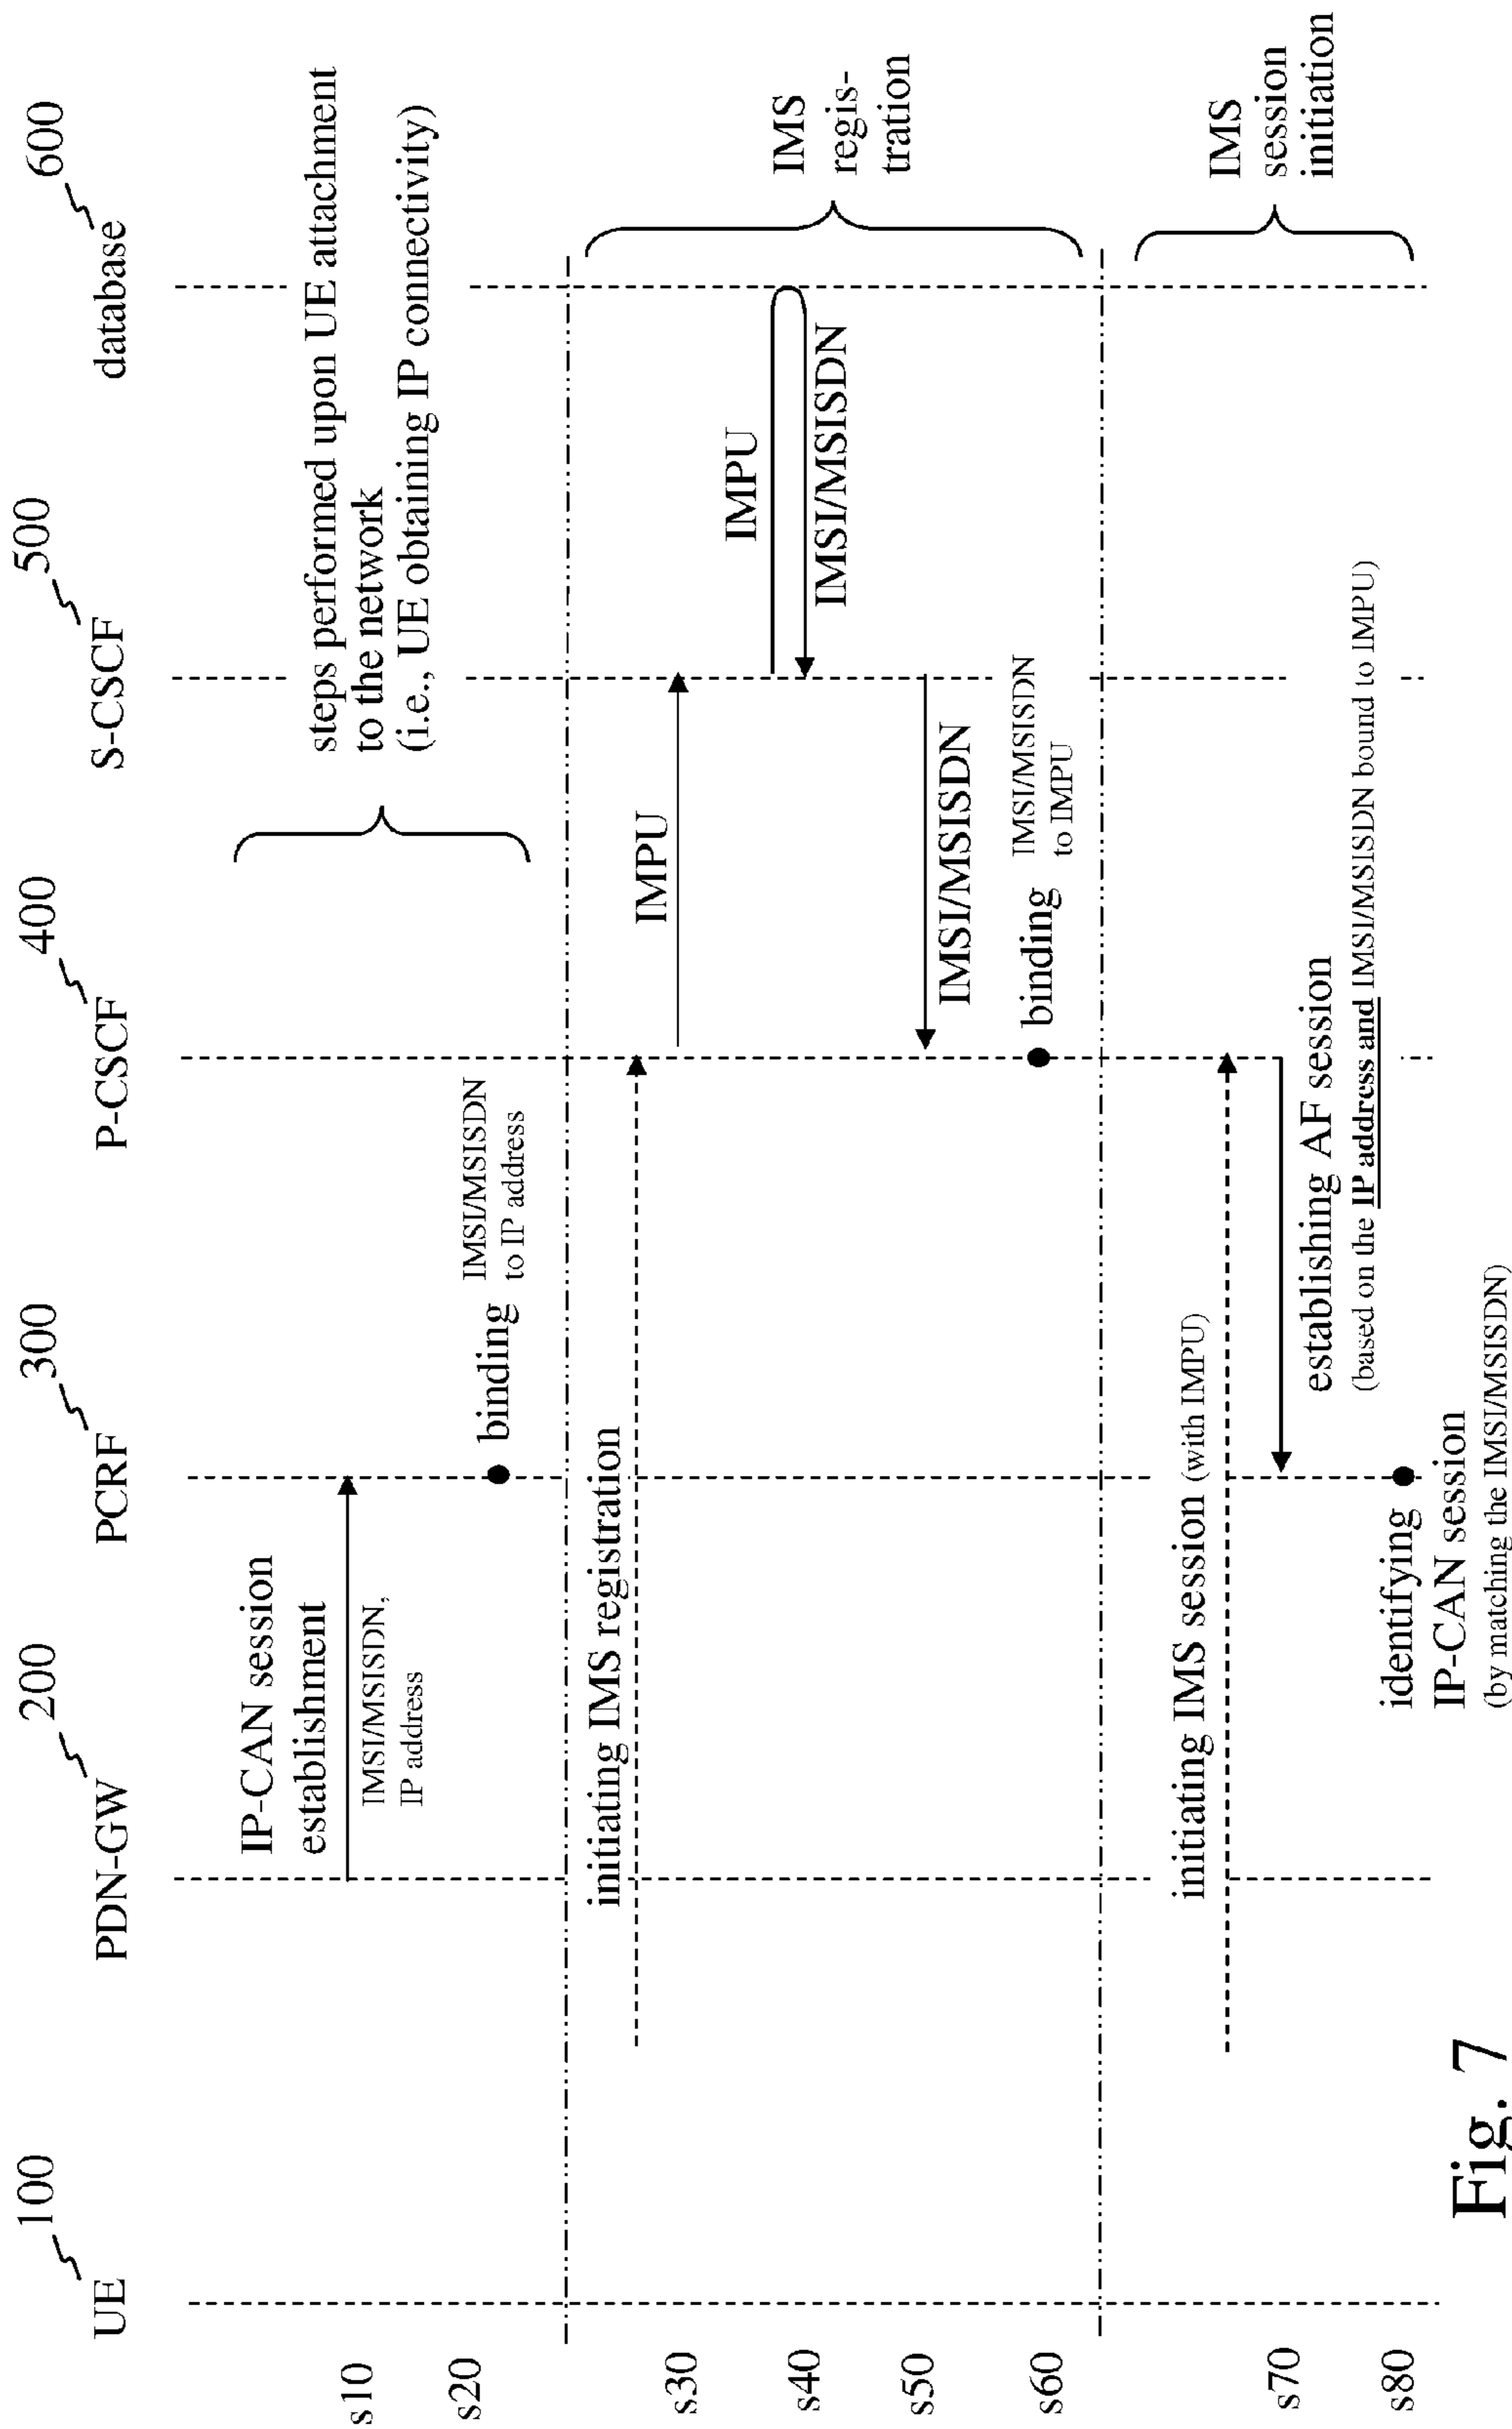 UE
100
PDN-GW
200
PCRF
300
P-CSCF
400
S-CSCF
500
database
600
s10
IP-CAN session
establishment
IMSI/MSISDN,
IP address
steps performed upon UE attachment
to the network
(i.e., UE obtaining IP connectivity)
s20
binding
IMSI/MSISDN
to IP address
initiating IMS registration
s30
IMPU
s40
IMPU
IMSI/MSISDN
IMS
regis-
tration
s50
IMSI/MSISDN
s60
binding
IMSI/MSISDN
to IMPU
initiating IMS session (with IMPU)
s70
establishing AF session
(based on the IP address and IMSI/MSISDN bound to IMPU)
IMS
session
initiation
s80
identifying
IP-CAN session
(by matching the IMSI/MSISDN)
Fig. 7